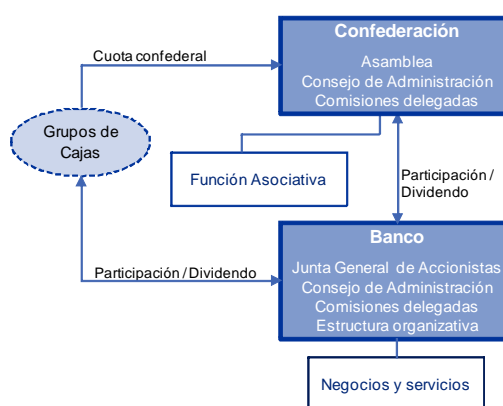 Confederación
Asamblea
Consejo de Administración
Comisiones delegadas
Cuota confederal
Grupos de
Cajas
Función Asociativa
Participación /
Dividendo
Participación / Dividendo
Banco
Junta General de Accionistas
Consejo de Administración
Comisiones delegadas
Estructura organizativa
Negocios y servicios